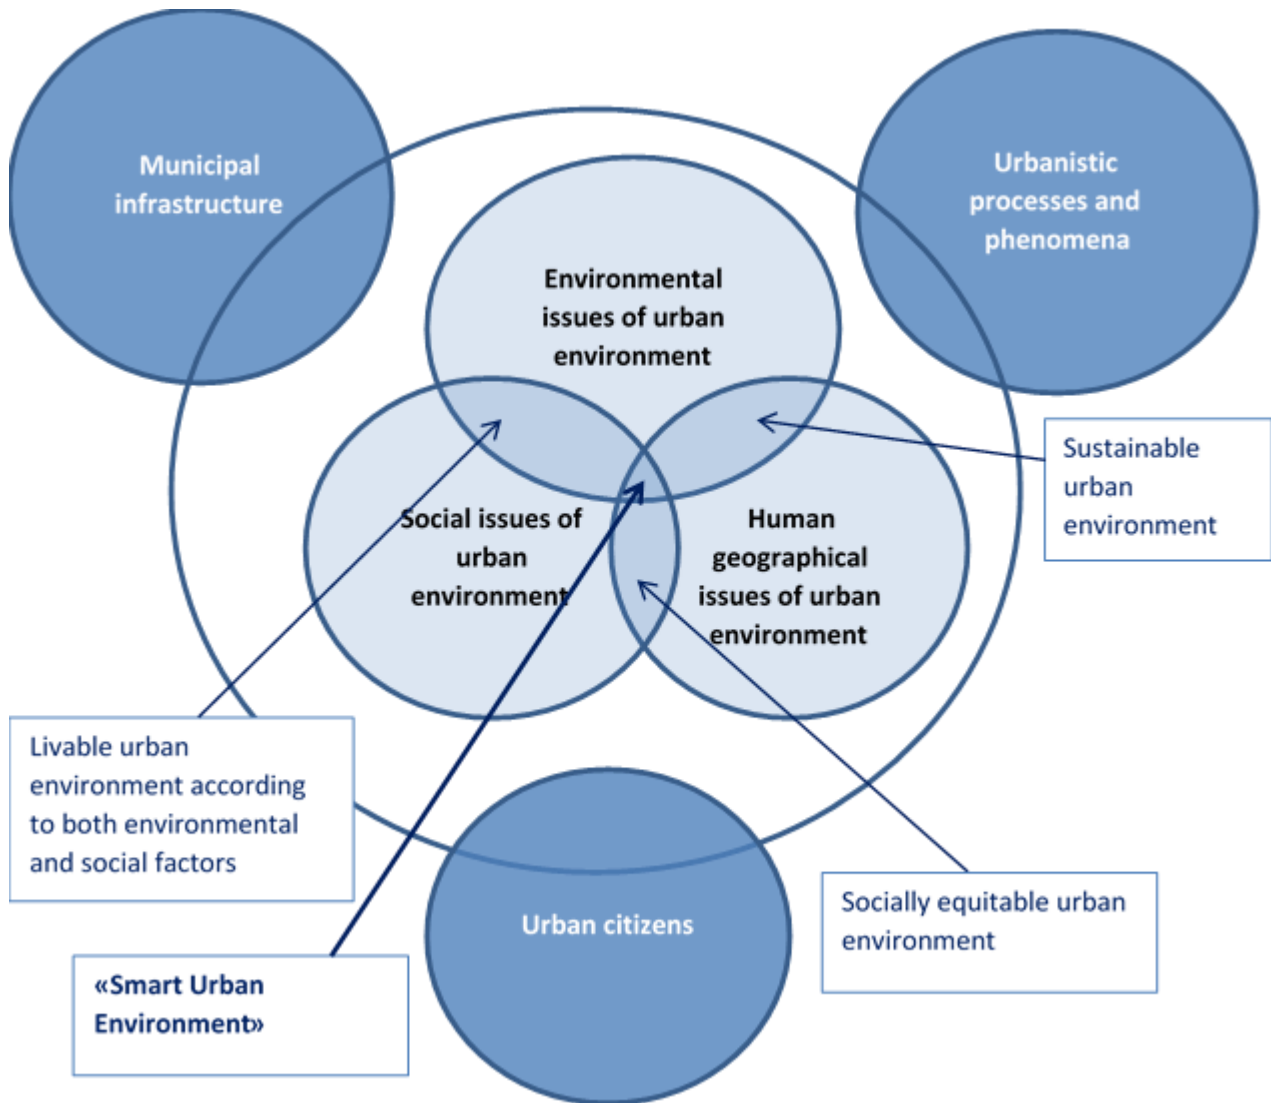 Municipal
infrastructure
Urbanistic
processes and
phenomena
Environmental
issues of urban
environment
Sustainable
urban
environment
Social issues of
urban
environment
Human
geographical
issues of urban
environment
Livable urban
environment according
to both environmental
and social factors
Socially equitable urban
environment
Urban citizens
«Smart Urban
Environment»